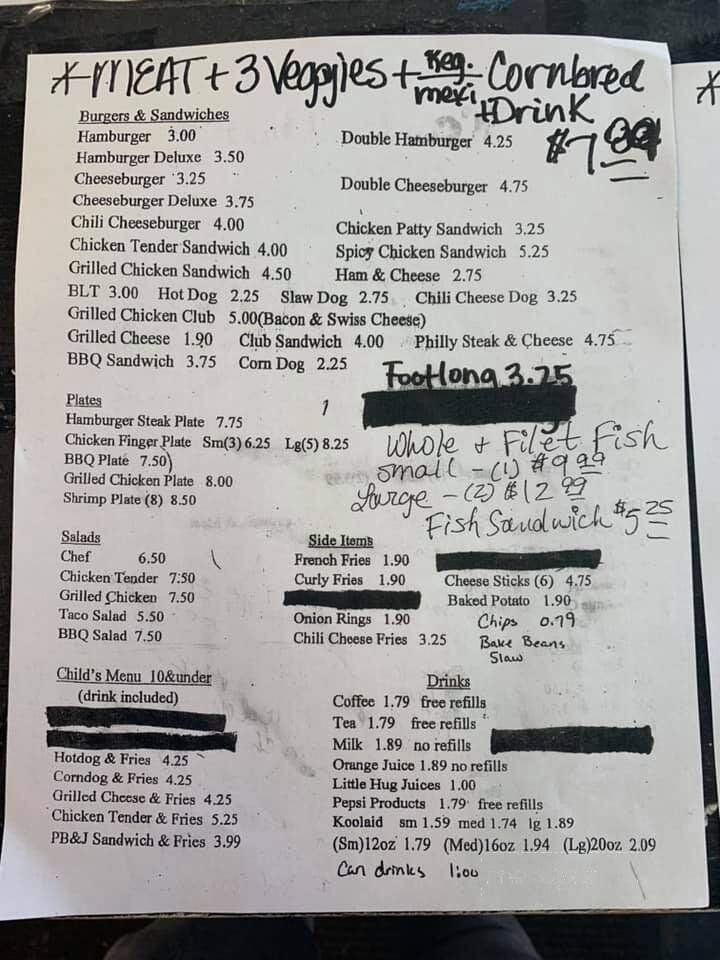 * MEAT + 3 Veggyies + Reg. Cornbred
mexi + Drink
Burgers & Sandwiches
Hamburger 3.00
Double Hamburger 4.25
Hamburger Deluxe 3.50
Cheeseburger 3.25
Double Cheeseburger 4.75
Cheeseburger Deluxe 3.75
Chili Cheeseburger 4.00
Chicken Patty Sandwich 3.25
Chicken Tender Sandwich 4.00
Spicy Chicken Sandwich 5.25
Grilled Chicken Sandwich 4.50
Ham & Cheese 2.75
BLT 3.00 Hot Dog 2.25 Slaw Dog 2.75 Chili Cheese Dog 3.25
Grilled Chicken Club 5.00(Bacon & Swiss Cheese)
Grilled Cheese 1.90 Club Sandwich 4.00 Philly Steak & Cheese 4.75
BBQ Sandwich 3.75 Corn Dog 2.25
Footlong 3.75
Plates
Hamburger Steak Plate 7.75
Chicken Finger Plate Sm(3) 6.25 Lg(5) 8.25
BBQ Plate 7.50
Grilled Chicken Plate 8.00
Shrimp Plate (8) 8.50
Whole + Filet Fish
small - (1) $9.99
Large - (2) $12.99
Fish Sandwich $5.25
Salads
Chef 6.50
Chicken Tender 7.50
Grilled Chicken 7.50
Taco Salad 5.50
BBQ Salad 7.50
Side Items
French Fries 1.90
Curly Fries 1.90
Onion Rings 1.90
Chili Cheese Fries 3.25
Cheese Sticks (6) 4.75
Baked Potato 1.90
Chips 0.79
Bake Beans
Slaw
Child's Menu 10&under
(drink included)
Hotdog & Fries 4.25
Corndog & Fries 4.25
Grilled Cheese & Fries 4.25
Chicken Tender & Fries 5.25
PB&J Sandwich & Fries 3.99
Drinks
Coffee 1.79 free refills
Tea 1.79 free refills
Milk 1.89 no refills
Orange Juice 1.89 no refills
Little Hug Juices 1.00
Pepsi Products 1.79 free refills
Koolaid sm 1.59 med 1.74 lg 1.89
(Sm)12oz 1.79 (Med)16oz 1.94 (Lg)20oz 2.09
Can drinks 1:00